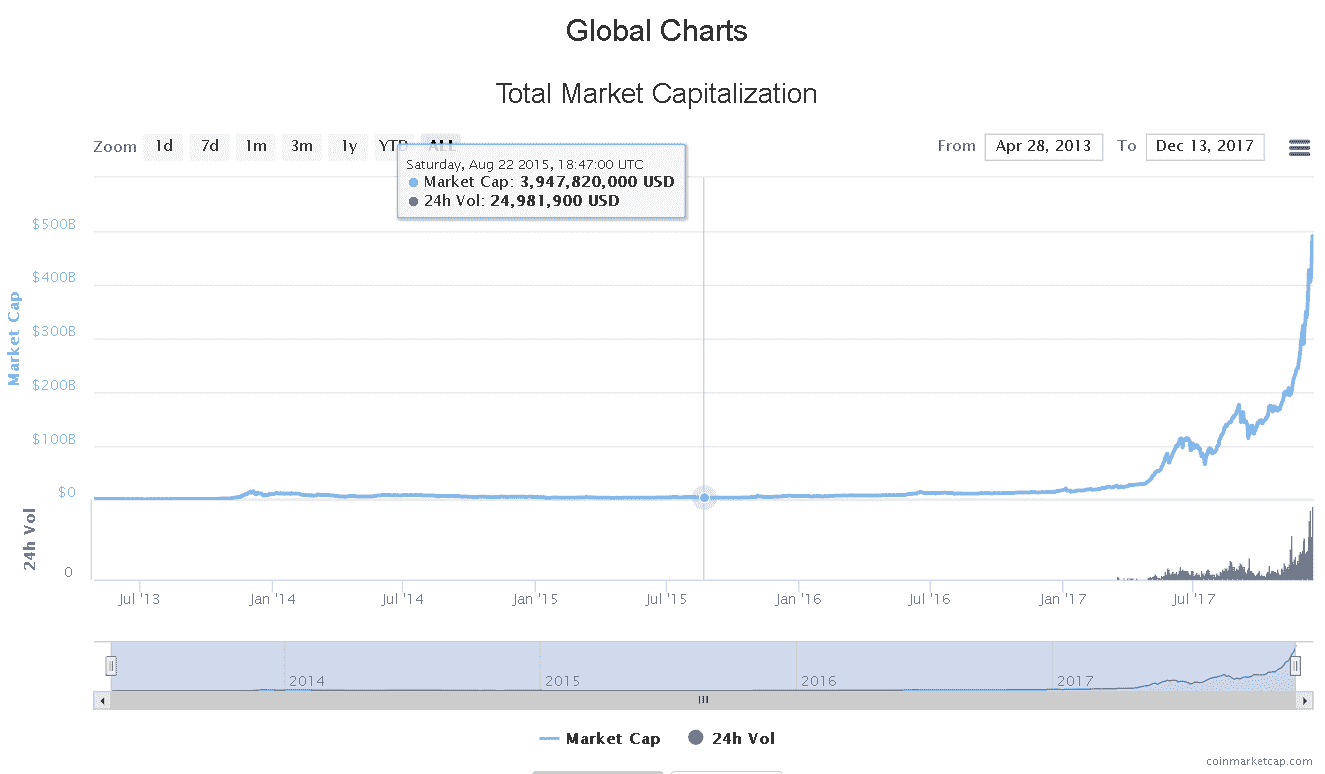 Global Charts
Total Market Capitalization
Zoom 1d 7d 1m 3m 1y YTD ALL
From Apr 28, 2013 To Dec 13, 2017
Saturday, Aug 22 2015, 18:47:00 UTC
Market Cap: 3,947,820,000 USD
24h Vol: 24,981,900 USD
$500B
$400B
$300B
$200B
$100B
$0
Market Cap
24h Vol
0
Jul '13 Jan '14 Jul '14 Jan '15 Jul '15 Jan '16 Jul '16 Jan '17 Jul '17
2014 2015 2016 2017
Market Cap 24h Vol
coinmarketcap.com